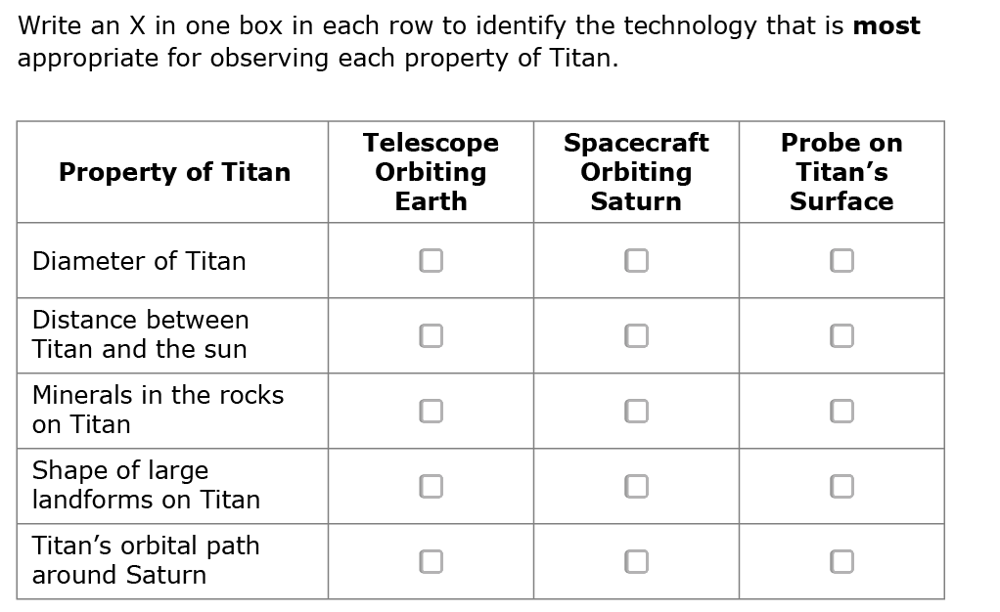 Write an X in one box in each row to identify the technology that is most
appropriate for observing each property of Titan.
Property of Titan
Telescope
Orbiting
Earth
Spacecraft
Orbiting
Saturn
Probe on
Titan’s
Surface
Diameter of Titan
Distance between
Titan and the sun
Minerals in the rocks
on Titan
Shape of large
landforms on Titan
Titan’s orbital path
around Saturn